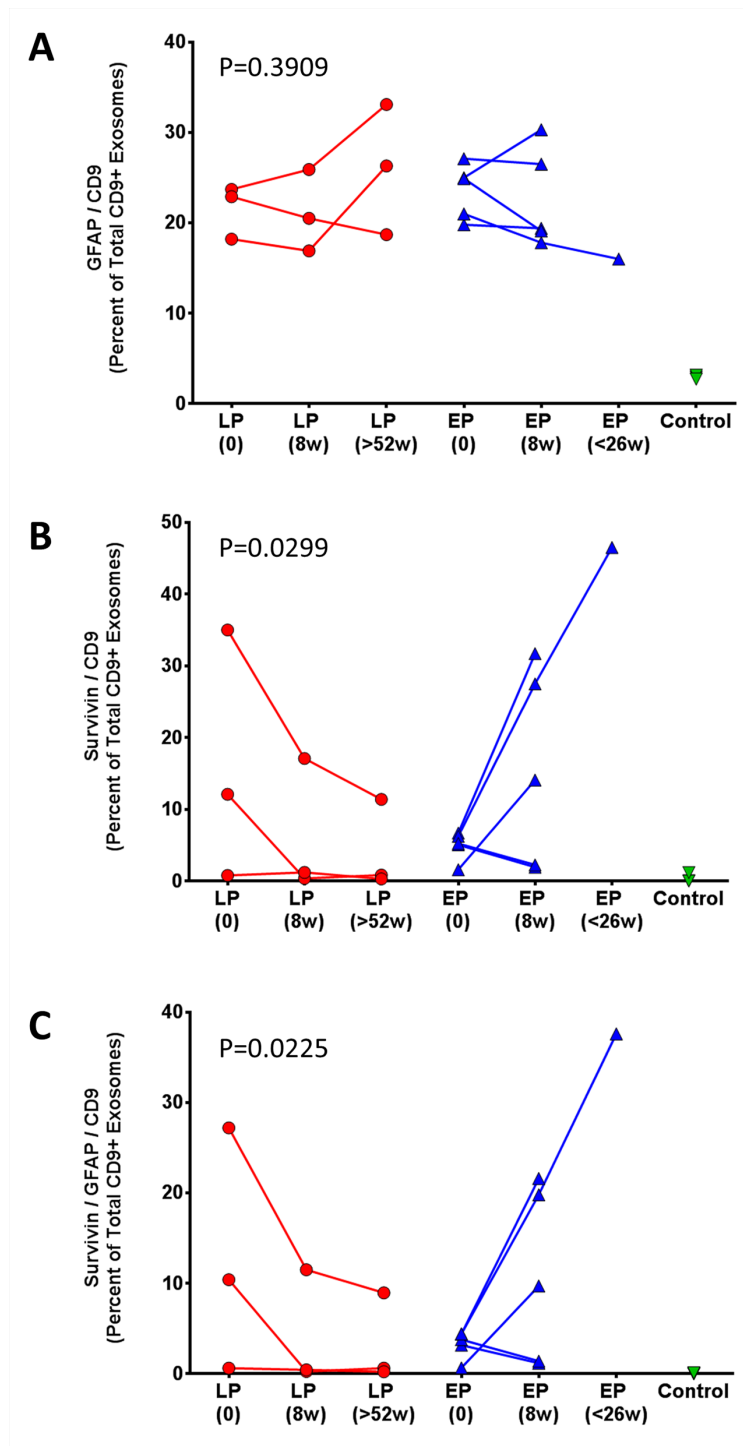 A
P=0.3909
GFAP / CD9
(Percent of Total CD9+ Exosomes)
40
30
20
10
0
LP
(0)
LP
(8w)
LP
(>52w)
EP
(0)
EP
(8w)
EP
(<26w)
Control
B
P=0.0299
Survivin / CD9
(Percent of Total CD9+ Exosomes)
50
40
30
20
10
0
LP
(0)
LP
(8w)
LP
(>52w)
EP
(0)
EP
(8w)
EP
(<26w)
Control
C
P=0.0225
Survivin / GFAP / CD9
(Percent of Total CD9+ Exosomes)
40
30
20
10
0
LP
(0)
LP
(8w)
LP
(>52w)
EP
(0)
EP
(8w)
EP
(<26w)
Control